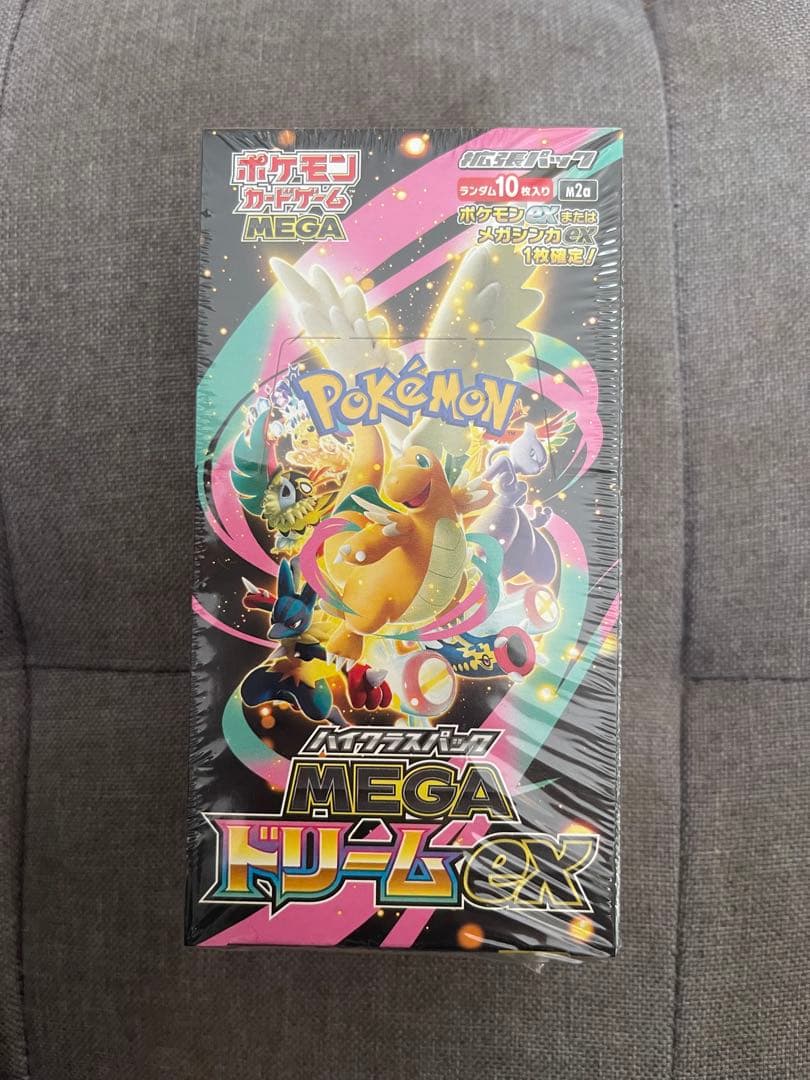 ポケモン
カードゲーム
MEGA
拡張パック
ランダム10枚入り M2a
ポケモンexまたは
メガシンカex
1枚確定!
POKéMON
TM
ハイクラスパック
MEGA
ドリームex